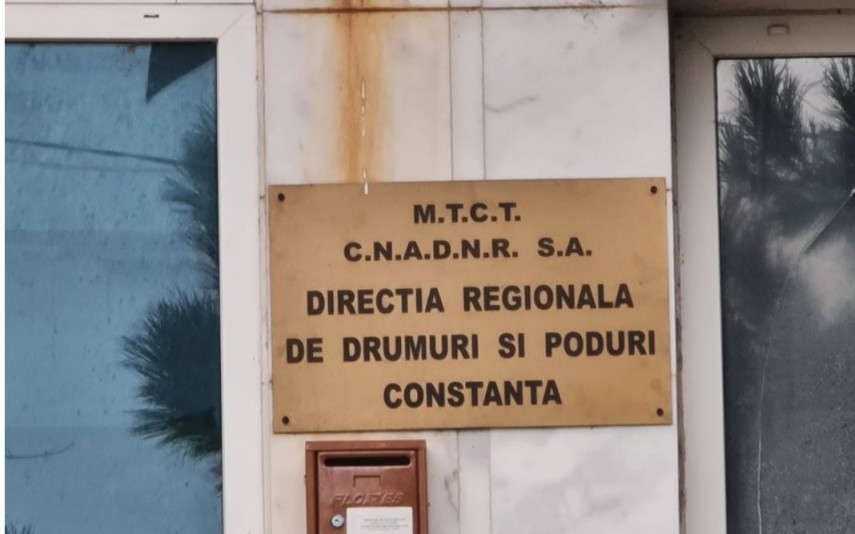 M.T.C.T.
C.N.A.D.N.R. S.A.
DIRECTIA REGIONALA
DE DRUMURI SI PODURI
CONSTANTA